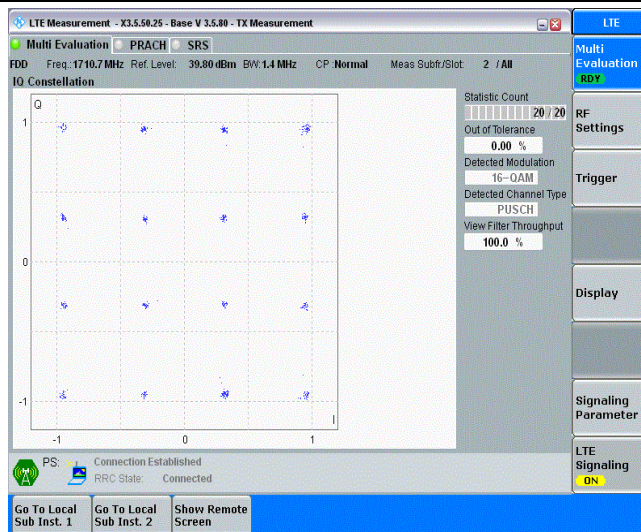 LTE Measurement - X3.5.50.25 - Base V 3.5.80 - TX Measurement
LTE
Multi Evaluation PRACH SRS
Multi
Evaluation
RDY
FDD Freq.:1710.7 MHz Ref. Level: 39.80 dBm BW:1.4 MHz CP :Normal Meas Subfr./Slot: 2 / All
IQ Constellation
Q
1
0
-1
-1 0 1
I
Statistic Count
20 / 20
Out of Tolerance
0.00 %
Detected Modulation
16-QAM
Detected Channel Type
PUSCH
View Filter Throughput
100.0 %
RF
Settings
Trigger
Display
Signaling
Parameter
LTE
Signaling
ON
PS: Connection Established
RRC State: Connected
Go To Local
Sub Inst. 1
Go To Local
Sub Inst. 2
Show Remote
Screen